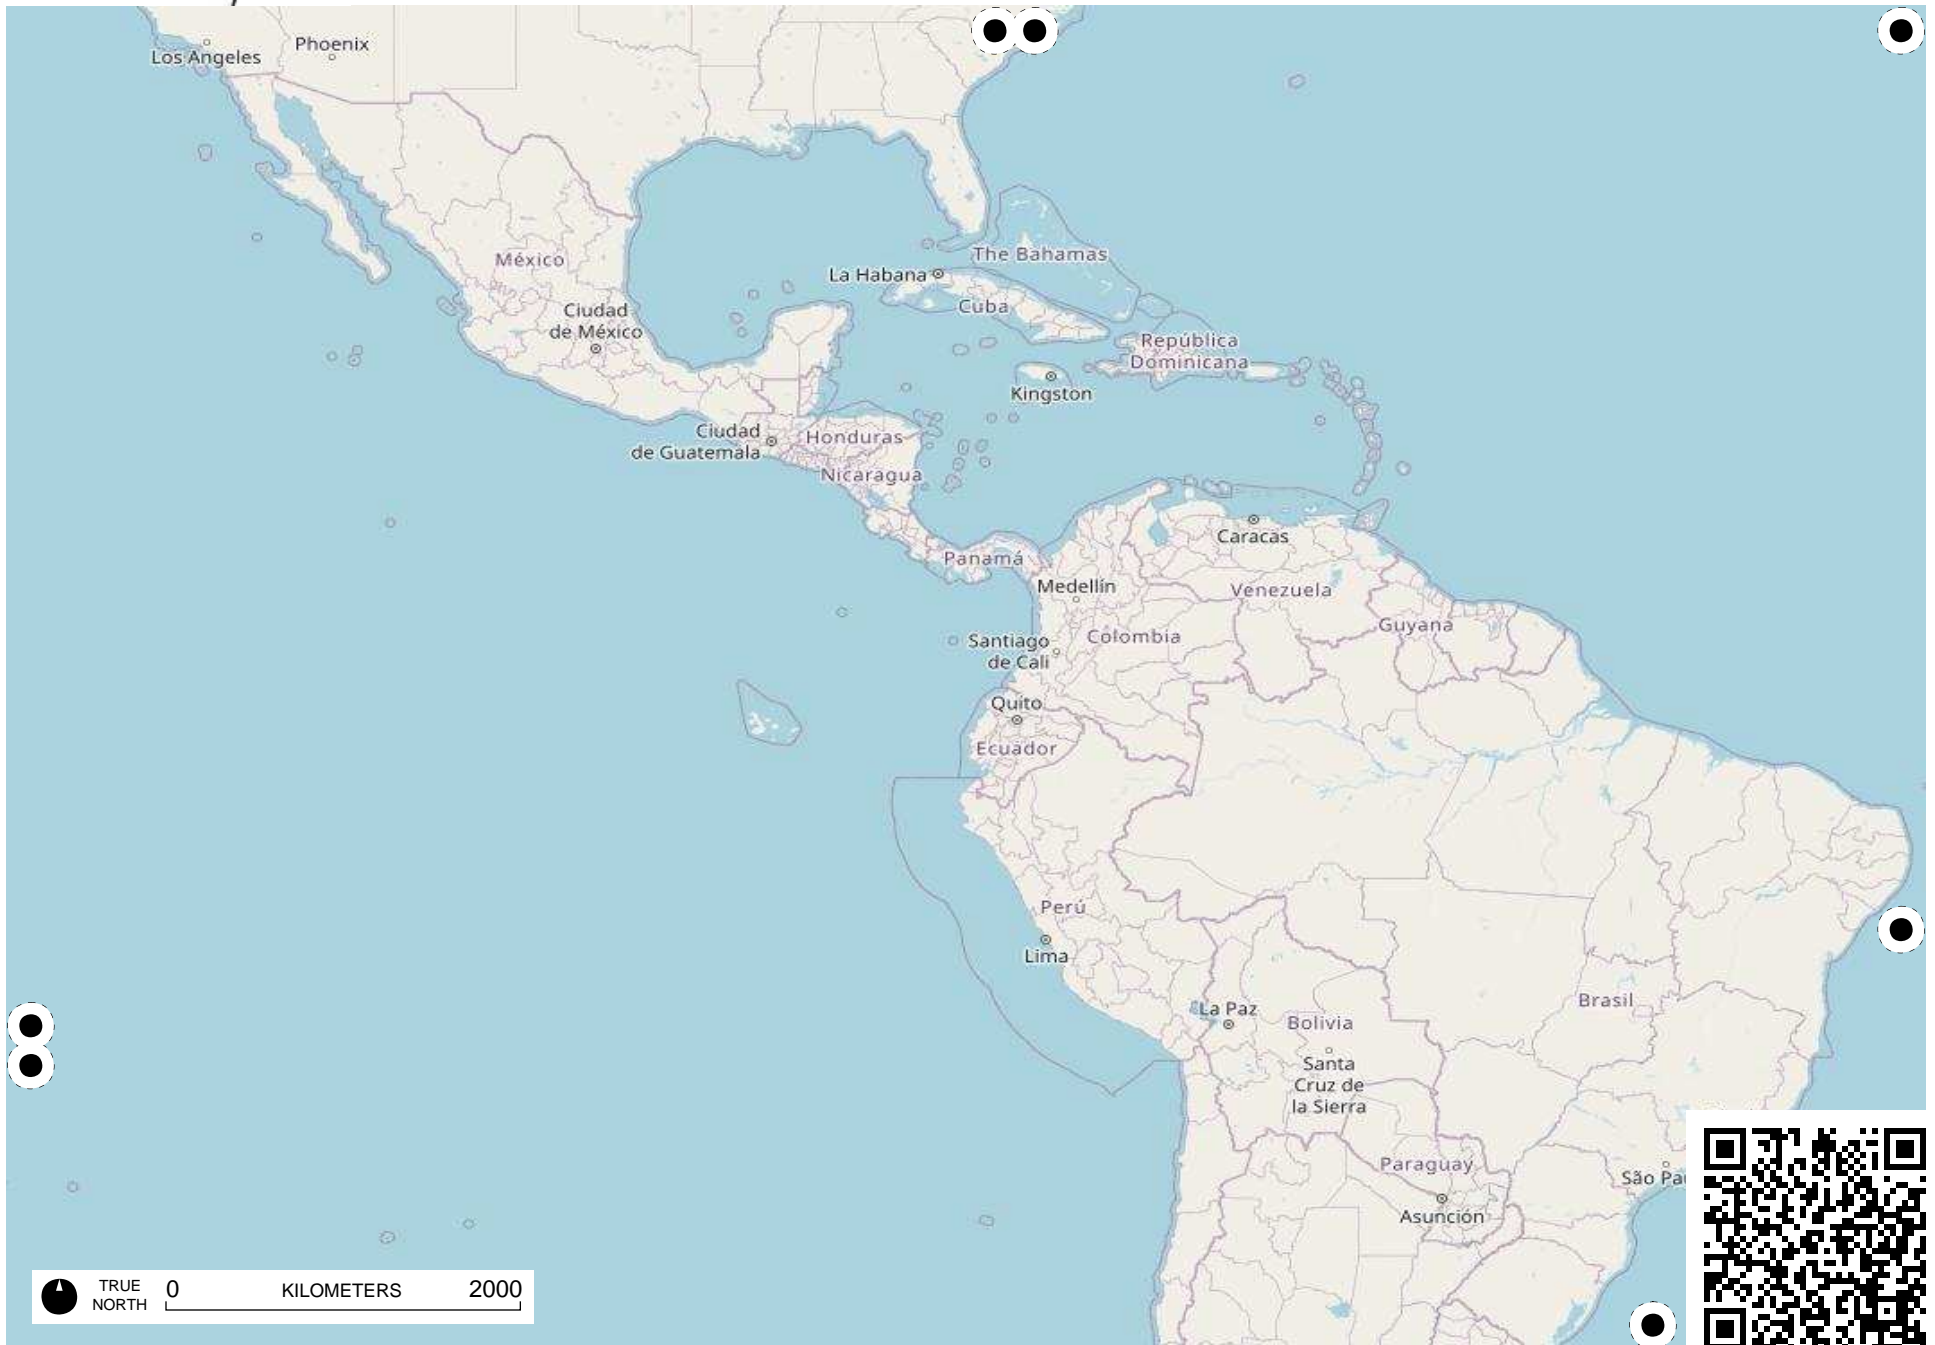 Los Angeles
Phoenix
México
Ciudad
de México
La Habana
The Bahamas
Cuba
República
Dominicana
Kingston
Ciudad
de Guatemala
Honduras
Nicaragua
Caracas
Panamá
Medellín
Venezuela
Santiago
de Cali
Colombia
Guyana
Quito
Ecuador
Perú
Lima
Brasil
La Paz
Bolivia
Santa
Cruz de
la Sierra
Paraguay
São Pau
Asunción
TRUE
NORTH
0
KILOMETERS
2000